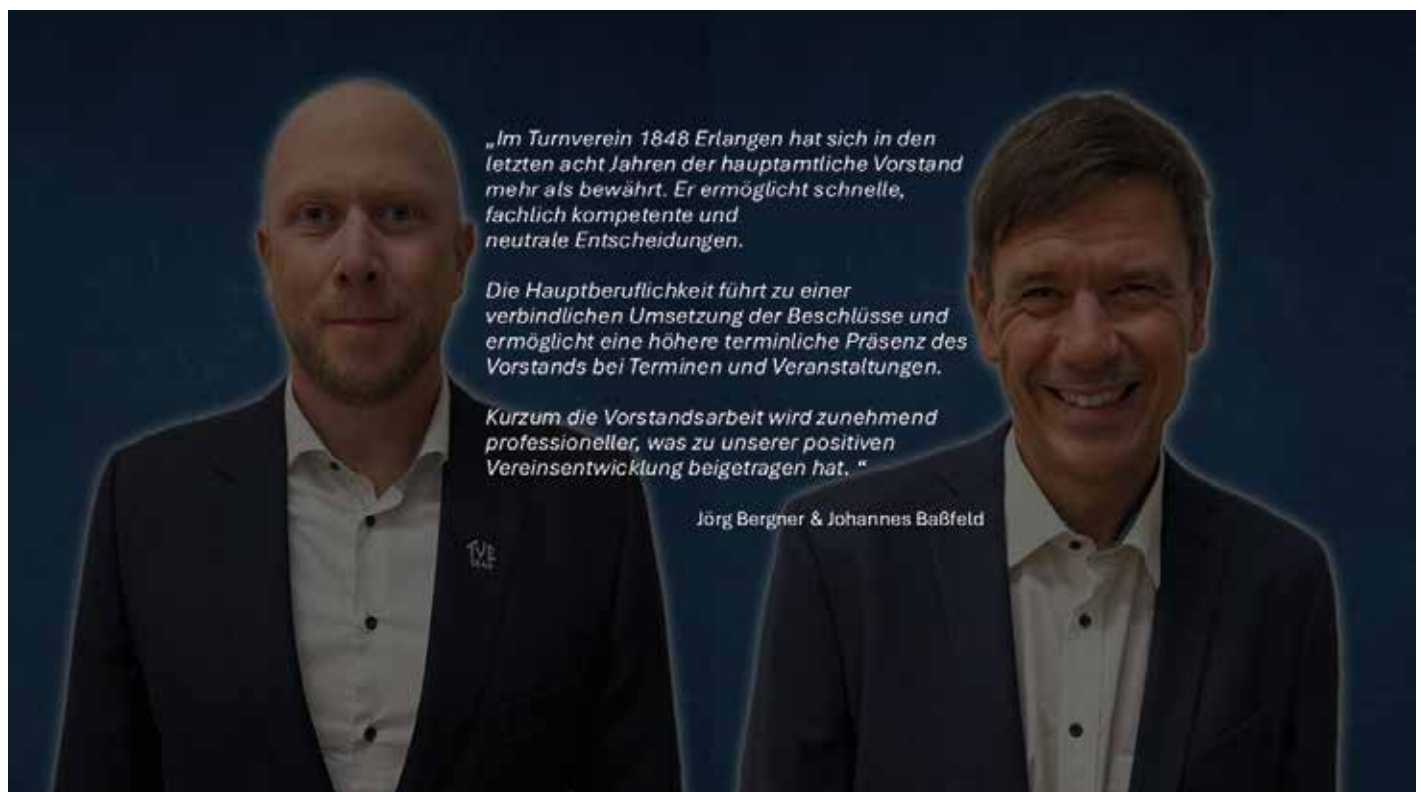 „Im Turnverein 1848 Erlangen hat sich in den
letzten acht Jahren der hauptamtliche Vorstand
mehr als bewährt. Er ermöglicht schnelle,
fachlich kompetente und
neutrale Entscheidungen.
Die Hauptberuflichkeit führt zu einer
verbindlichen Umsetzung der Beschlüsse und
ermöglicht eine höhere terminliche Präsenz des
Vorstands bei Terminen und Veranstaltungen.
Kurzum die Vorstandsarbeit wird zunehmend
professioneller, was zu unserer positiven
Vereinsentwicklung beigetragen hat. “
Jörg Bergner & Johannes Baßfeld
TVE
1848